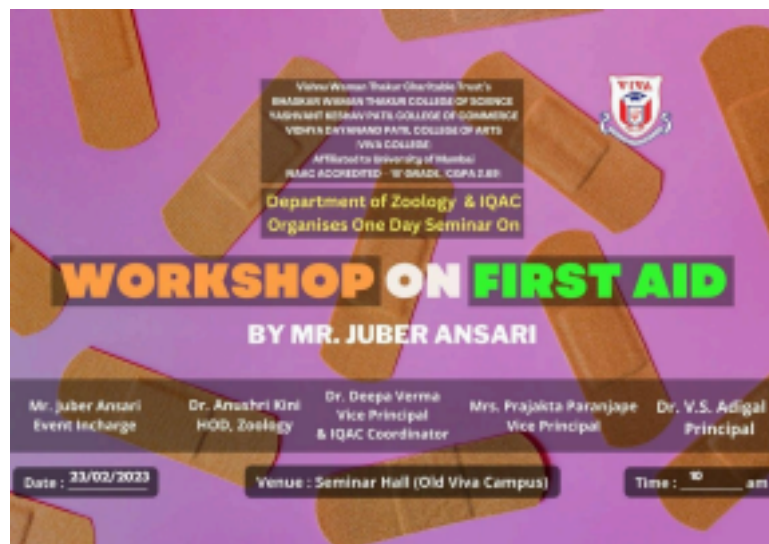 Vishnu Waman Thakur Charitable Trust's
BHASKAR WAMAN THAKUR COLLEGE OF SCIENCE
YASHVANT KESHAV PATIL COLLEGE OF COMMERCE
VIDHYA DAYANAND PATIL COLLEGE OF ARTS
(VIVA COLLEGE)
Affiliated to University of Mumbai
NAAC ACCREDITED - 'B' GRADE, (CGPA 2.69)
VIVA
Department of Zoology & IQAC
Organises One Day Seminar On
WORKSHOP ON FIRST AID
BY MR. JUBER ANSARI
Mr. Juber Ansari
Event Incharge
Dr. Anushri Kini
HOD, Zoology
Dr. Deepa Verma
Vice Principal
& IQAC Coordinator
Mrs. Prajakta Paranjape
Vice Principal
Dr. V.S. Adigal
Principal
Date : 23/02/2023
Venue : Seminar Hall (Old Viva Campus)
Time : 10 am